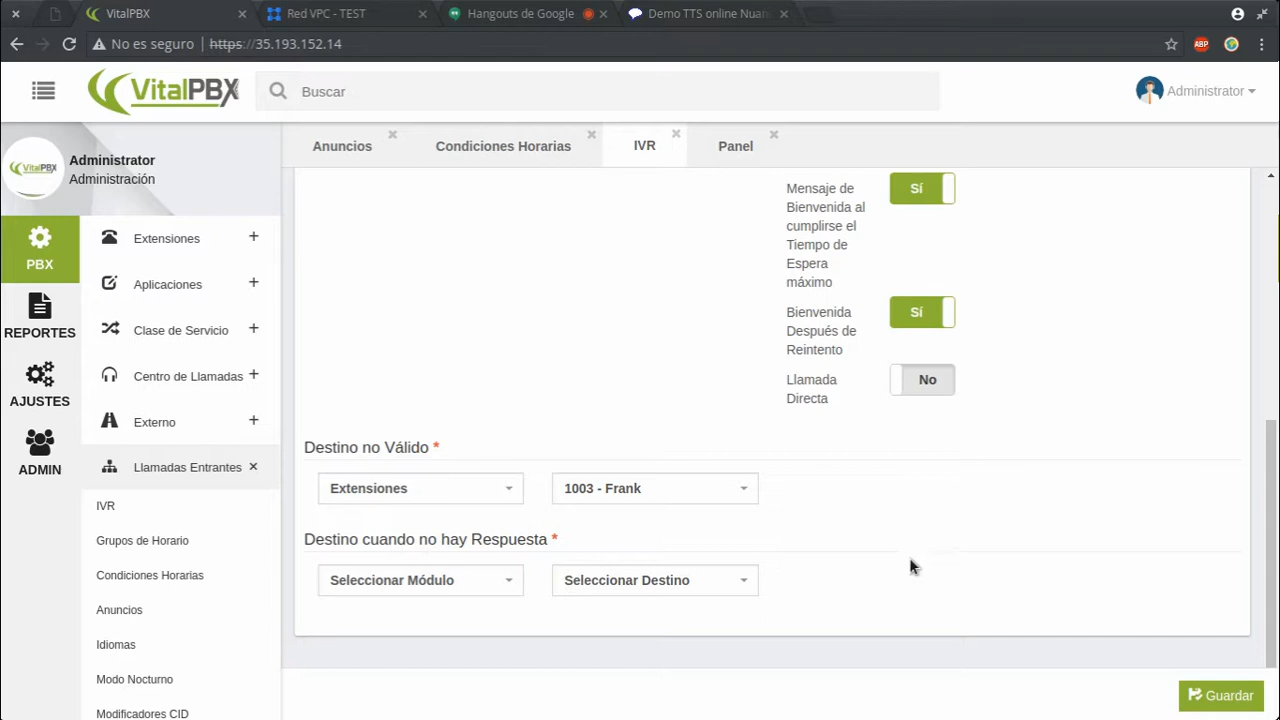 VitalPBX
Red VPC - TEST
Hangouts de Google
Demo TTS online Nuan
No es seguro
https://35.193.152.14
ABP
VitalPBX
Buscar
Administrator
VitalPBX
Administrator
Administración
Anuncios
Condiciones Horarias
IVR
Panel
PBX
REPORTES
AJUSTES
ADMIN
Extensiones
Aplicaciones
Clase de Servicio
Centro de Llamadas
Externo
Llamadas Entrantes
IVR
Grupos de Horario
Condiciones Horarias
Anuncios
Idiomas
Modo Nocturno
Modificadores CID
Mensaje de
Bienvenida al
cumplirse el
Tiempo de
Espera
máximo
Sí
Bienvenida
Después de
Reintento
Sí
Llamada
Directa
No
Destino no Válido *
Extensiones
1003 - Frank
Destino cuando no hay Respuesta *
Seleccionar Módulo
Seleccionar Destino
Guardar